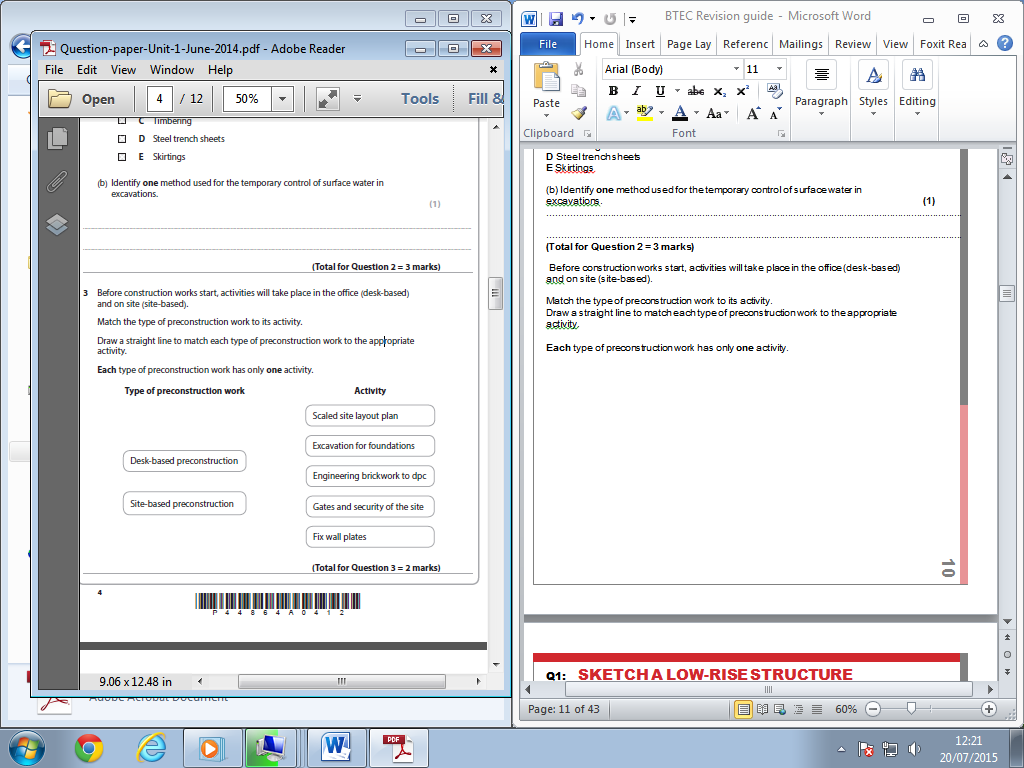 Question-paper-Unit-1-June-2014.pdf - Adobe Reader
File Edit View Window Help
Open 4 / 12 50% Tools Fill &
C Timbering
D Steel trench sheets
E Skirtings
(b) Identify one method used for the temporary control of surface water in
excavations.
(1)
(Total for Question 2 = 3 marks)
3 Before construction works start, activities will take place in the office (desk-based)
and on site (site-based).
Match the type of preconstruction work to its activity.
Draw a straight line to match each type of preconstruction work to the appropriate
activity.
Each type of preconstruction work has only one activity.
Type of preconstruction work Activity
Scaled site layout plan
Excavation for foundations
Desk-based preconstruction
Engineering brickwork to dpc
Site-based preconstruction
Gates and security of the site
Fix wall plates
(Total for Question 3 = 2 marks)
4
P 4 4 8 6 4 A 0 4 1 2
9.06 x 12.48 in
Adobe Acrobat Document
BTEC Revision guide - Microsoft Word
File Home Insert Page Lay Referenc Mailings Review View Foxit Rea
Paste
Arial (Body) 11
B I U abc X₂ X²
A ab A Aa A A
Paragraph Styles Editing
Clipboard Font
D Steel trench sheets
E Skirtings
(b) Identify one method used for the temporary control of surface water in
excavations. (1)
(Total for Question 2 = 3 marks)
Before construction works start, activities will take place in the office (desk-based)
and on site (site-based).
Match the type of preconstruction work to its activity.
Draw a straight line to match each type of preconstruction work to the appropriate
activity.
Each type of preconstruction work has only one activity.
10
Q1: SKETCH A LOW-RISE STRUCTURE
Page: 11 of 43 60%
PDF
12:21
20/07/2015